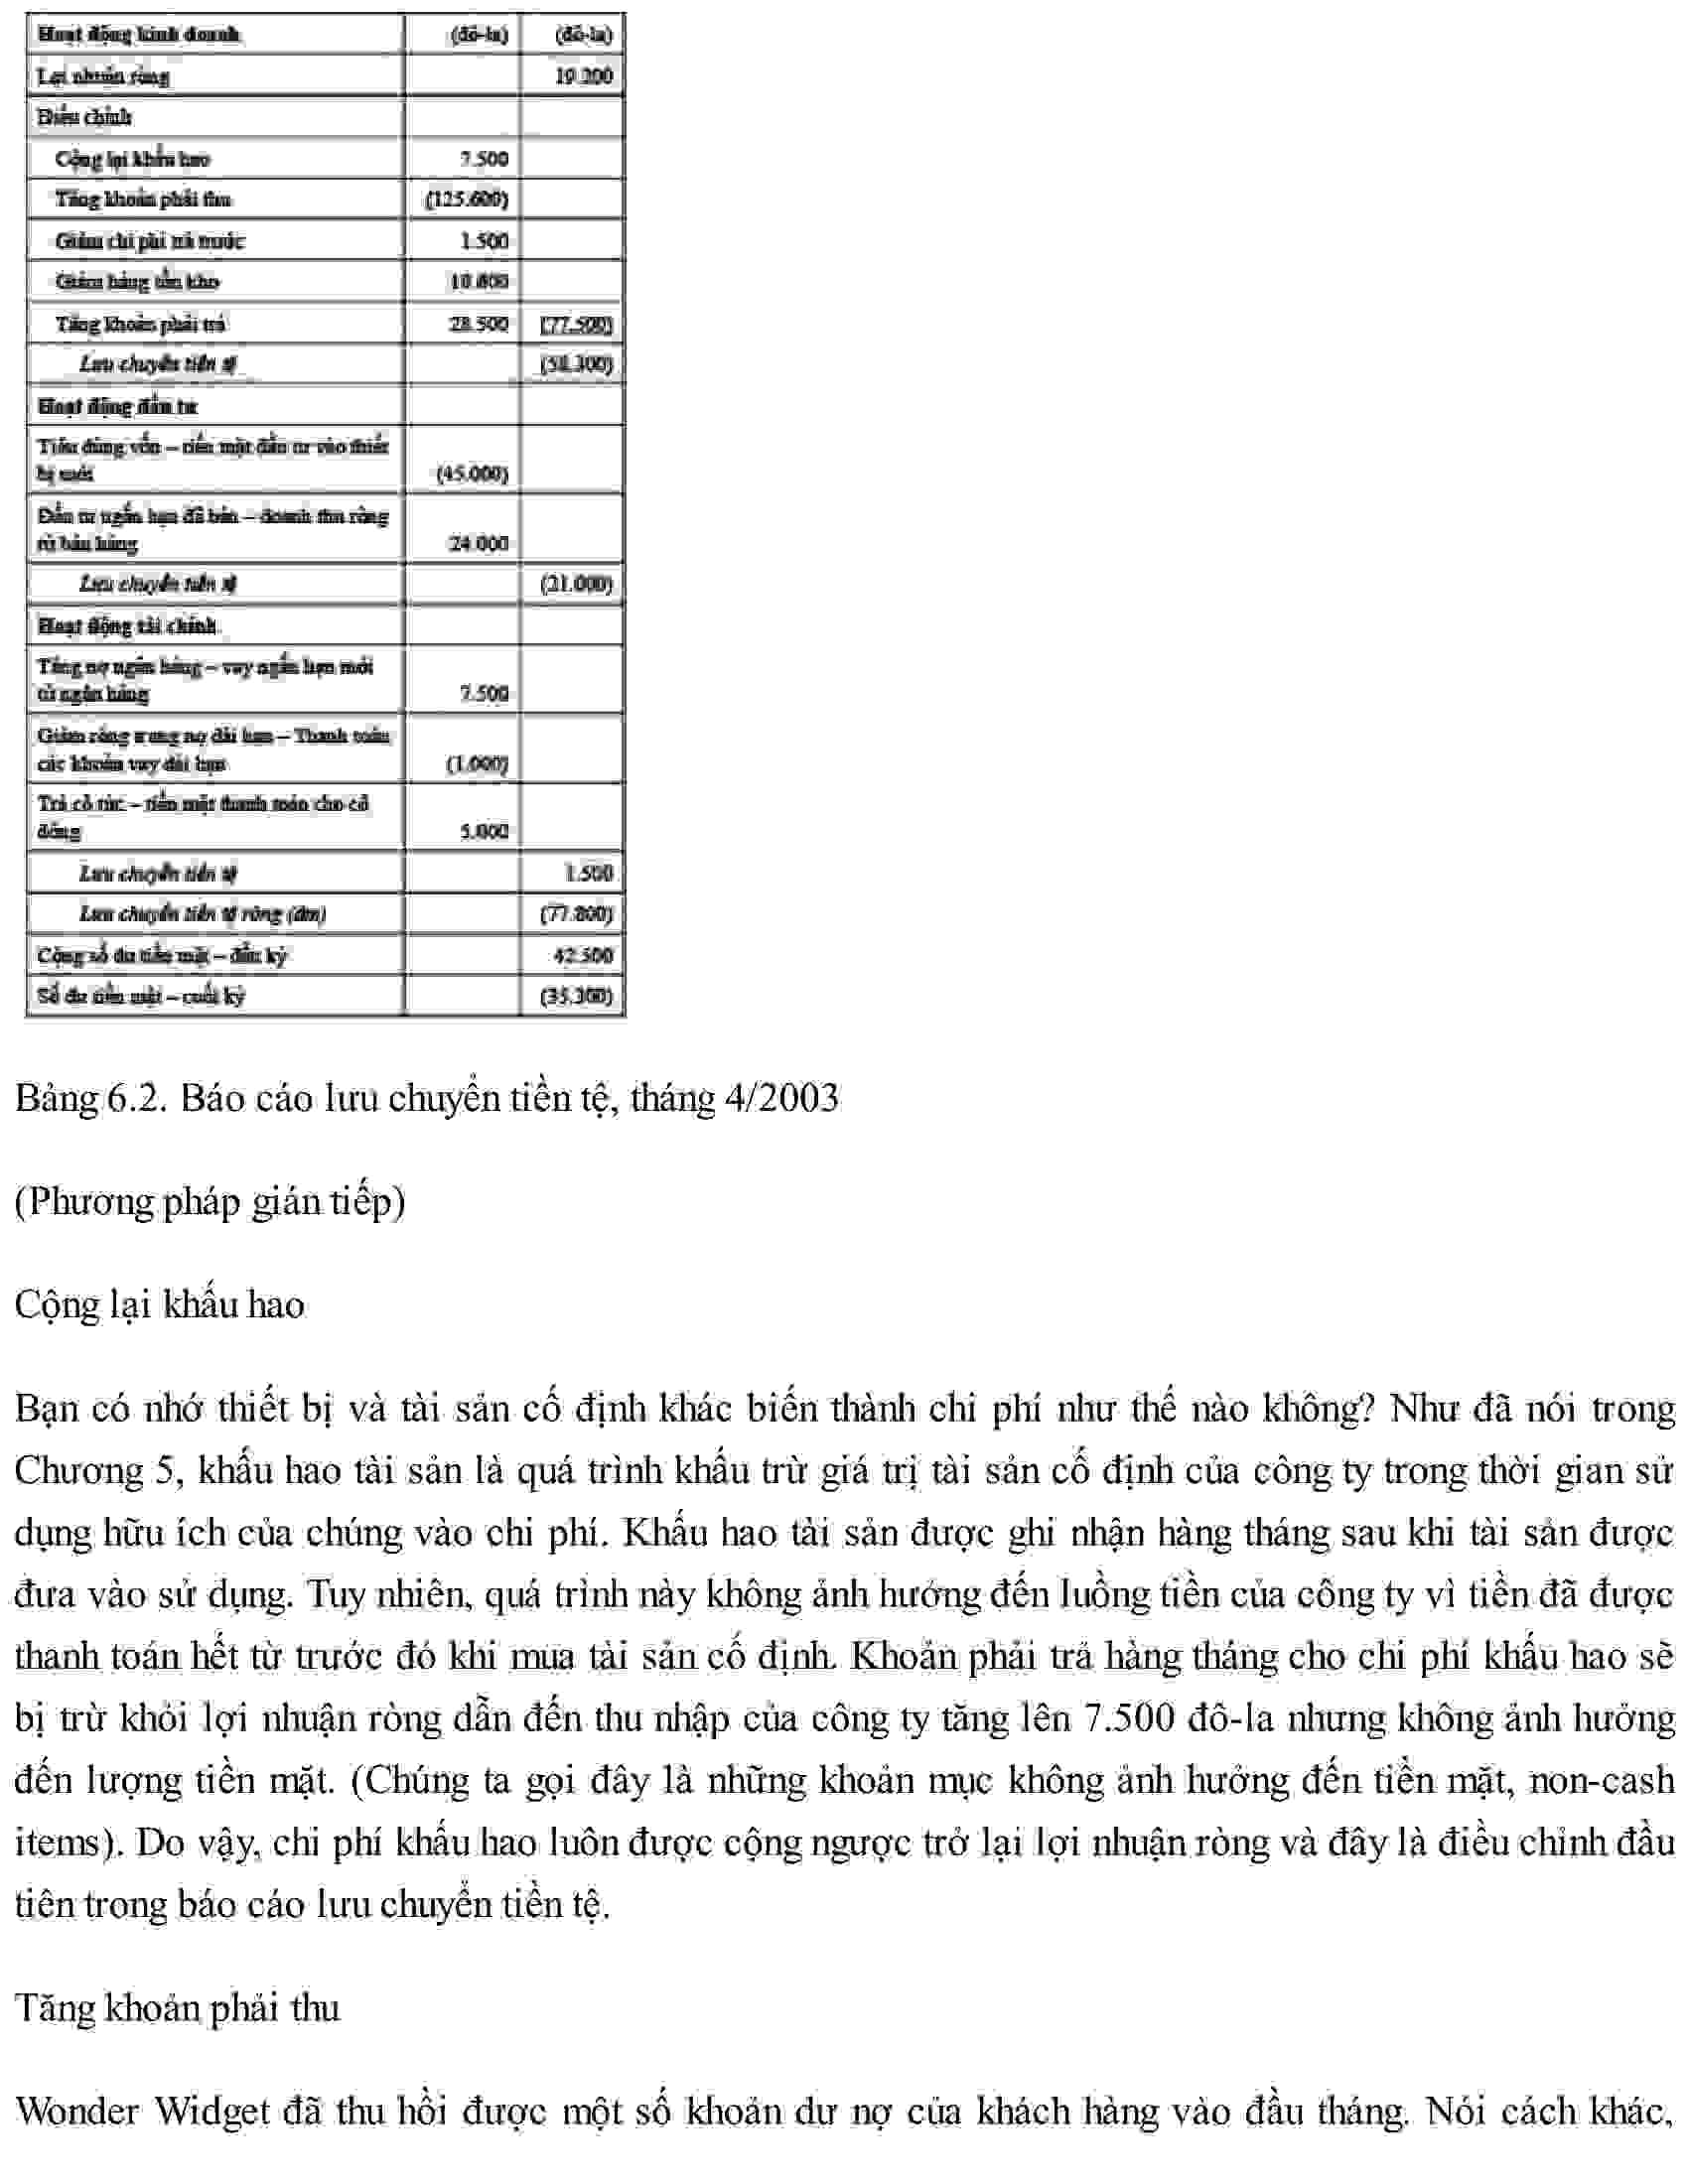 Hoạt động kinh doanh (đô-la) (đô-la)
Lợi nhuận ròng 19.200
Điều chỉnh
Cộng lại khấu hao 7.500
Tăng khoản phải thu (125.600)
Giảm chi phí trả trước 1.500
Giảm hàng tồn kho 10.600
Tăng khoản phải trả 28.500 (77.500)
Lưu chuyển tiền tệ (58.300)
Hoạt động đầu tư
Tiêu dùng vốn – tiền mặt đầu tư vào thiết
bị mới (45.000)
Đầu tư ngắn hạn đã bán – doanh thu ròng
từ bán hàng 24.000
Lưu chuyển tiền tệ (21.000)
Hoạt động tài chính
Tăng nợ ngân hàng – vay ngắn hạn mới
từ ngân hàng 7.500
Giảm ròng trong nợ dài hạn – Thanh toán
các khoản vay dài hạn (1.000)
Trả cổ tức – tiền mặt thanh toán cho cổ
đông 5.000
Lưu chuyển tiền tệ 1.500
Lưu chuyển tiền tệ ròng (âm) (77.800)
Cộng số dư tiền mặt – đầu kỳ 42.500
Số dư tiền mặt – cuối kỳ (35.300)
Bảng 6.2. Báo cáo lưu chuyển tiền tệ, tháng 4/2003
(Phương pháp gián tiếp)
Cộng lại khấu hao
Bạn có nhớ thiết bị và tài sản cố định khác biến thành chi phí như thế nào không? Như đã nói trong
Chương 5, khấu hao tài sản là quá trình khấu trừ giá trị tài sản cố định của công ty trong thời gian sử
dụng hữu ích của chúng vào chi phí. Khấu hao tài sản được ghi nhận hàng tháng sau khi tài sản được
đưa vào sử dụng. Tuy nhiên, quá trình này không ảnh hưởng đến luồng tiền của công ty vì tiền đã được
thanh toán hết từ trước đó khi mua tài sản cố định. Khoản phải trả hàng tháng cho chi phí khấu hao sẽ
bị trừ khỏi lợi nhuận ròng dẫn đến thu nhập của công ty tăng lên 7.500 đô-la nhưng không ảnh hưởng
đến lượng tiền mặt. (Chúng ta gọi đây là những khoản mục không ảnh hưởng đến tiền mặt, non-cash
items). Do vậy, chi phí khấu hao luôn được cộng ngược trở lại lợi nhuận ròng và đây là điều chỉnh đầu
tiên trong báo cáo lưu chuyển tiền tệ.
Tăng khoản phải thu
Wonder Widget đã thu hồi được một số khoản dư nợ của khách hàng vào đầu tháng. Nói cách khác,